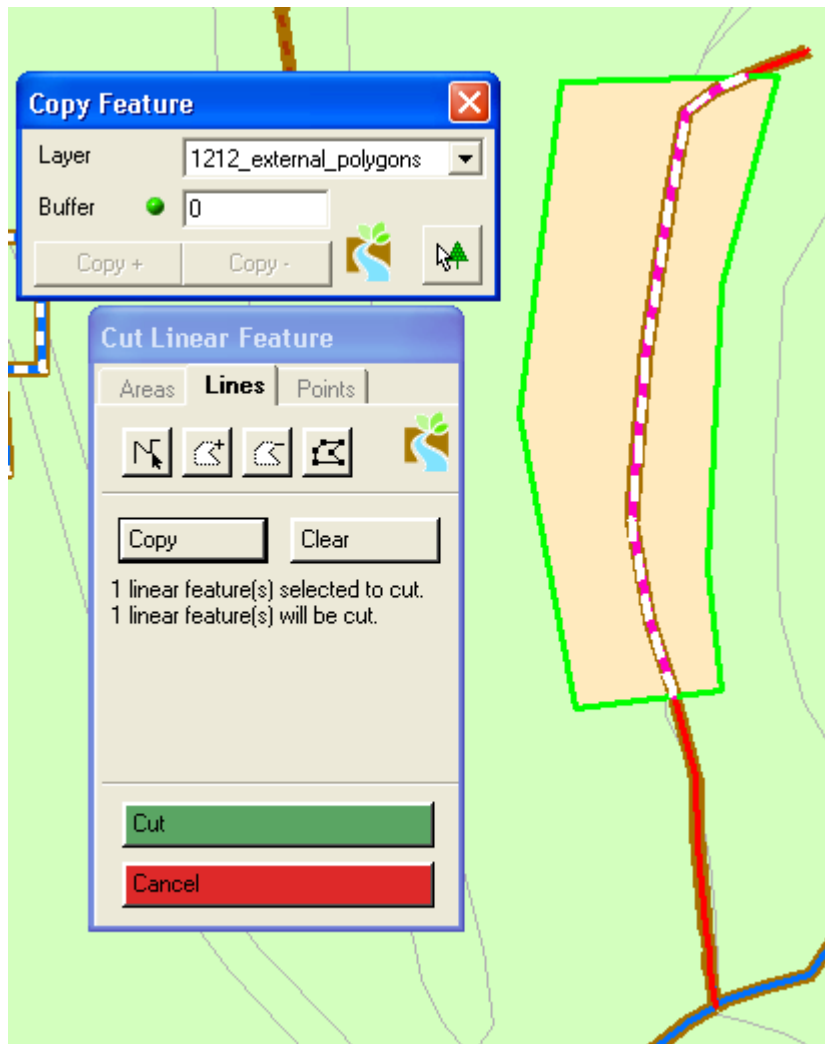 Copy Feature
Layer
1212_external_polygons
Buffer
0
Copy +
Copy -
Cut Linear Feature
Areas
Lines
Points
Copy
Clear
1 linear feature(s) selected to cut.
1 linear feature(s) will be cut.
Cut
Cancel